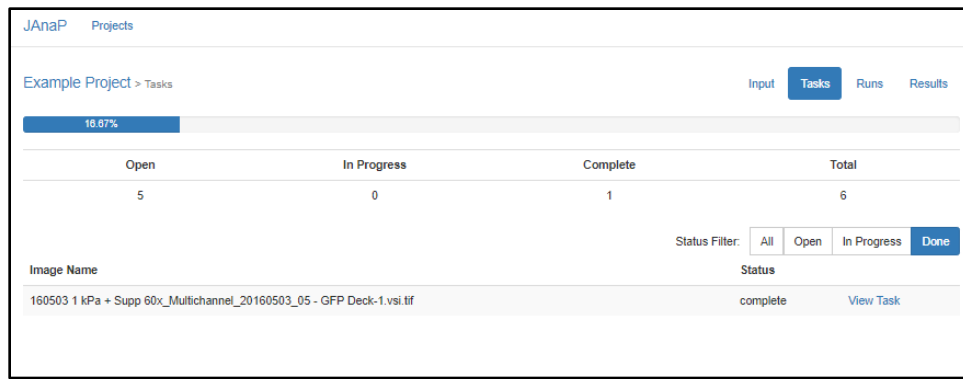 JAnaP Projects
Example Project > Tasks Input Tasks Runs Results
16.67%
Open In Progress Complete Total
5 0 1 6
Status Filter: All Open In Progress Done
Image Name Status
160503 1 kPa + Supp 60x_Multichannel_20160503_05 - GFP Deck-1.vsi.tif complete View Task